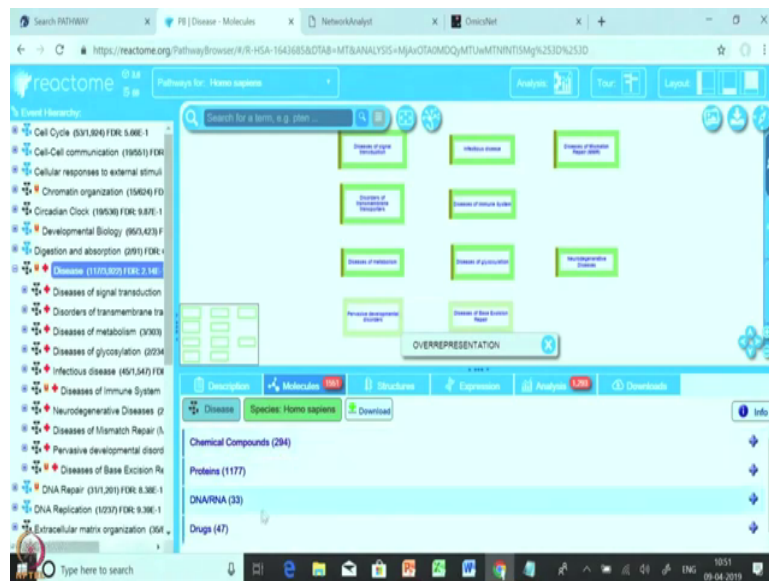 Search PATHWAY
PB | Disease - Molecules
NetworkAnalyst
OmicsNet
https://reactome.org/PathwayBrowser/#/R-HSA-1643685&DTAB=MT&ANALYSIS=MjAxOTA0MDQyMTUwMTNfNTI5Mg%253D%253D
reactome
Pathways for: Homo sapiens
Analysis:
Tour:
Layout:
Event Hierarchy:
Cell Cycle (53/1,924) FDR: 5.66E-1
Cell-Cell communication (19/551) FDR
Cellular responses to external stimuli
Chromatin organization (15/624) FD
Circadian Clock (19/536) FDR: 9.87E-1
Developmental Biology (95/3,423) F
Digestion and absorption (2/91) FDR:
Disease (117/3,922) FDR: 2.14E-
Diseases of signal transduction
Disorders of transmembrane tra
Diseases of metabolism (3/303)
Diseases of glycosylation (2/234
Infectious disease (45/1,547) FDI
Diseases of Immune System
Neurodegenerative Diseases (2
Diseases of Mismatch Repair (M
Pervasive developmental disord
Diseases of Base Excision Re
DNA Repair (31/1,201) FDR: 8.38E-1
DNA Replication (1/237) FDR: 9.39E-1
Extracellular matrix organization (36/8
Search for a term, e.g. pten ...
Diseases of signal transduction
Infectious disease
Diseases of Mismatch Repair (MMR)
Disorders of transmembrane transporters
Diseases of Immune System
Diseases of metabolism
Diseases of glycosylation
Neurodegenerative Diseases
Pervasive developmental disorders
Diseases of Base Excision Repair
OVERREPRESENTATION
Description
Molecules 1551
Structures
Expression
Analysis 1,293
Downloads
Disease
Species: Homo sapiens
Download
Info
Chemical Compounds (294)
Proteins (1177)
DNA/RNA (33)
Drugs (47)
NPTEL
Type here to search
ENG
10:51
09-04-2019